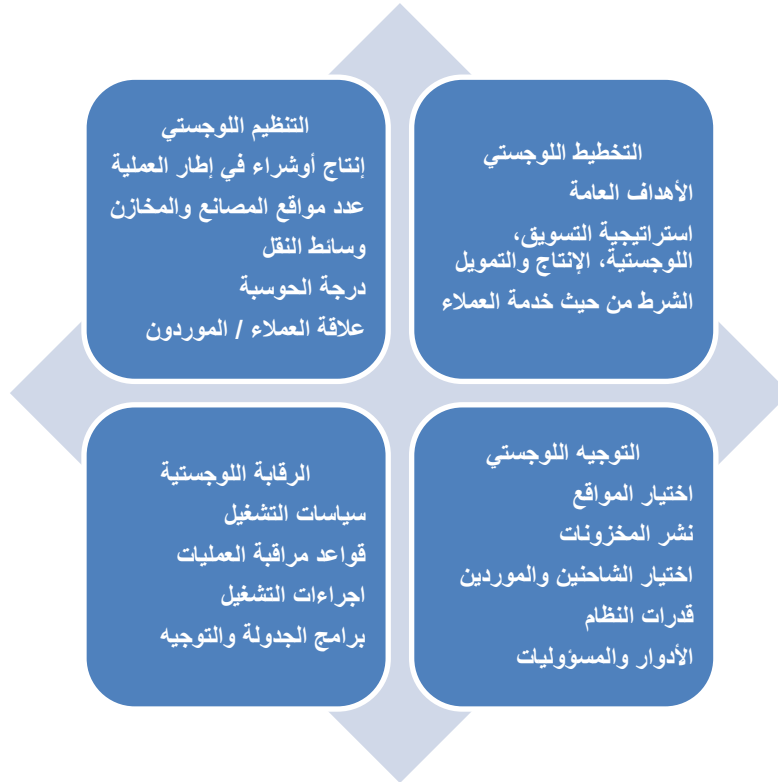 التخطيط اللوجستي
الأهداف العامة
استراتيجية التسويق،
اللوجستية، الإنتاج والتمويل
الشرط من حيث خدمة العملاء
التنظيم اللوجستي
إنتاج أوشراء في إطار العملية
عدد مواقع المصانع والمخازن
وسائط النقل
درجة الحوسبة
علاقة العملاء / الموردون
التوجيه اللوجستي
اختيار المواقع
نشر المخزونات
اختيار الشاحنين والموردين
قدرات النظام
الأدوار والمسؤوليات
الرقابة اللوجستية
سياسات التشغيل
قواعد مراقبة العمليات
اجراءات التشغيل
برامج الجدولة والتوجيه